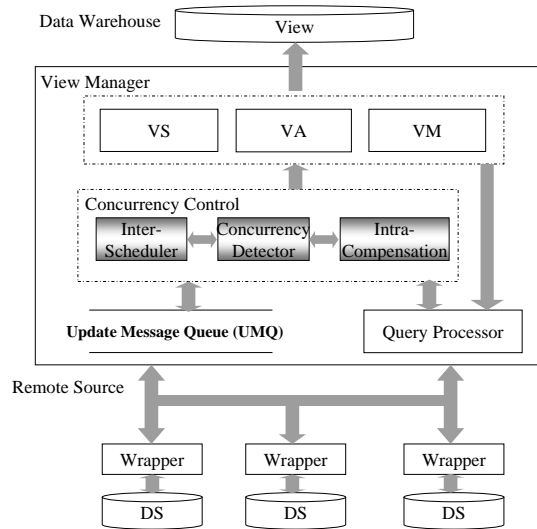 Data Warehouse
View
View Manager
VS
VA
VM
Concurrency Control
Inter-
Scheduler
Concurrency
Detector
Intra-
Compensation
Update Message Queue (UMQ)
Query Processor
Remote Source
Wrapper
Wrapper
Wrapper
DS
DS
DS